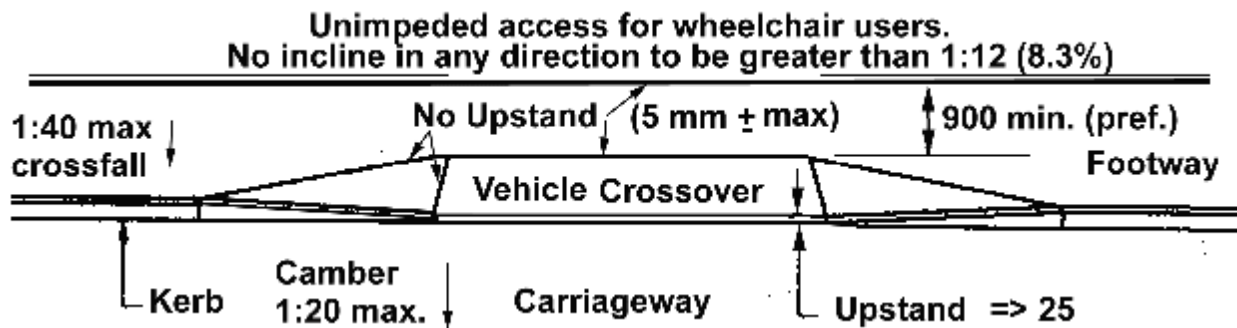 Unimpeded access for wheelchair users.
No incline in any direction to be greater than 1:12 (8.3%)
No Upstand (5 mm ± max)
900 min. (pref.)
1:40 max
crossfall
Footway
Vehicle Crossover
Kerb
Camber
1:20 max.
Carriageway
Upstand => 25